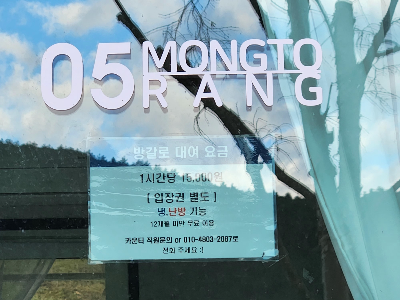 05 MONGTO
RANG
방갈로 대여 요금
1시간당 15,000원
[ 입장권 별도 ]
냉.난방 가능
12개월 미만 무료 이용
카운터 직원문의 or 010-4803-2087로
전화 주세요 :)